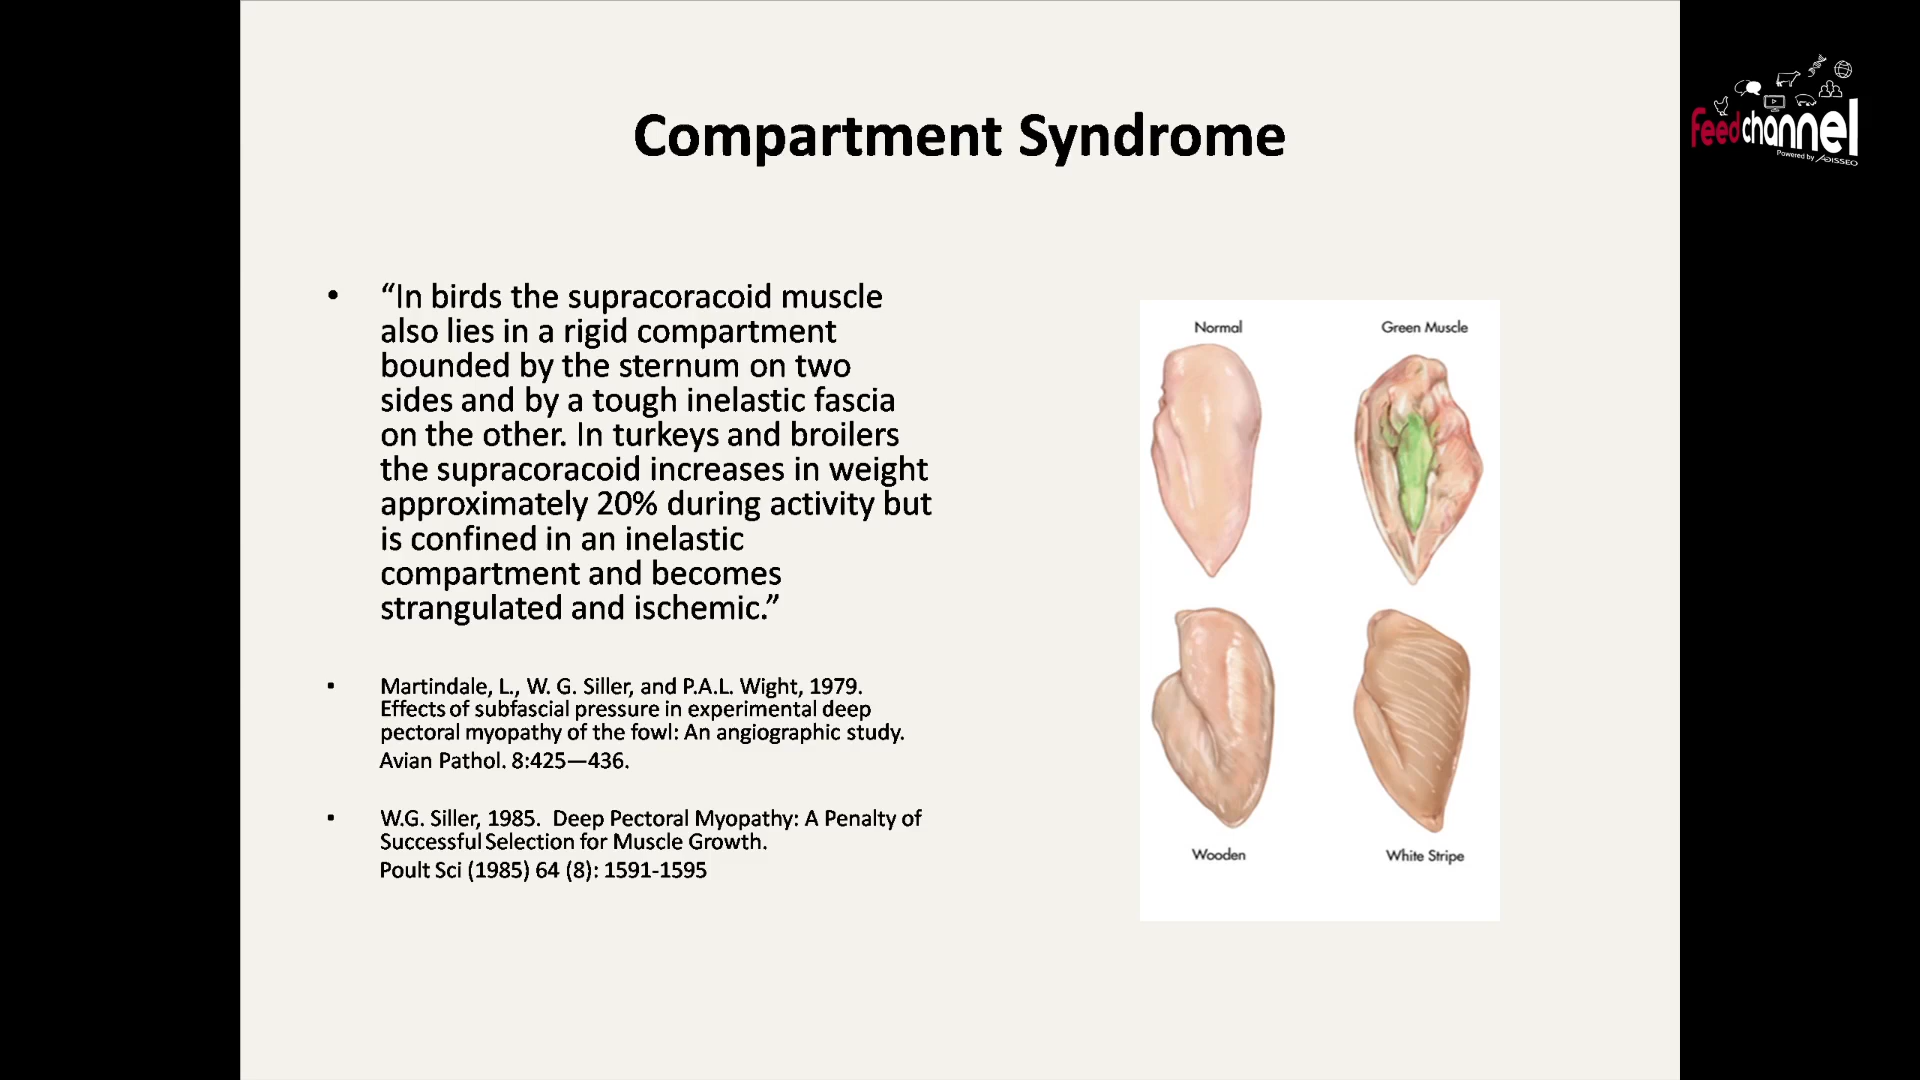 Compartment Syndrome
feedchannel
Powered by ADISSEO
• “In birds the supracoracoid muscle
also lies in a rigid compartment
bounded by the sternum on two
sides and by a tough inelastic fascia
on the other. In turkeys and broilers
the supracoracoid increases in weight
approximately 20% during activity but
is confined in an inelastic
compartment and becomes
strangulated and ischemic.”
• Martindale, L., W. G. Siller, and P.A.L. Wight, 1979.
Effects of subfascial pressure in experimental deep
pectoral myopathy of the fowl: An angiographic study.
Avian Pathol. 8:425—436.
• W.G. Siller, 1985. Deep Pectoral Myopathy: A Penalty of
Successful Selection for Muscle Growth.
Poult Sci (1985) 64 (8): 1591-1595
Normal
Green Muscle
Wooden
White Stripe